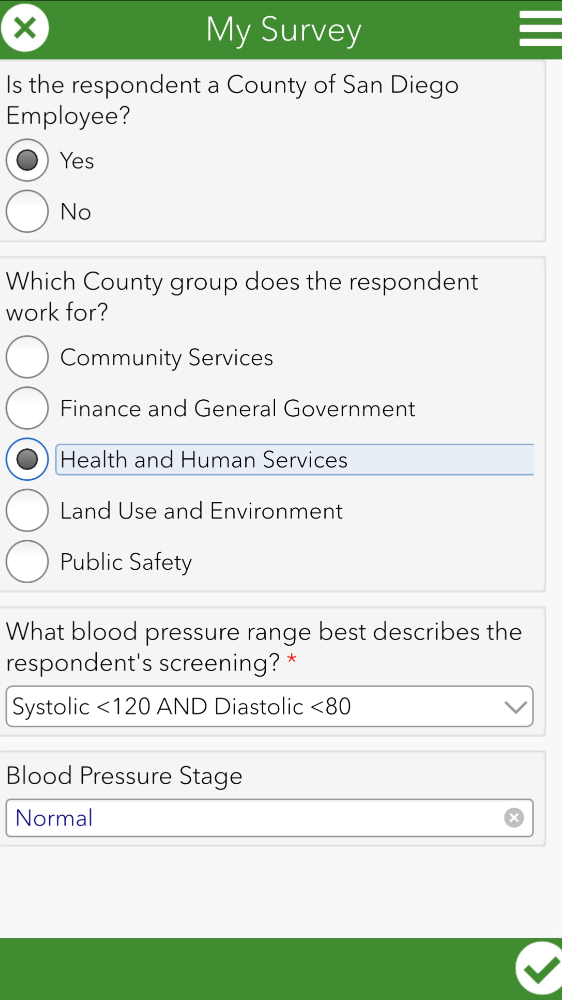 My Survey
Is the respondent a County of San Diego
Employee?
Yes
No
Which County group does the respondent
work for?
Community Services
Finance and General Government
Health and Human Services
Land Use and Environment
Public Safety
What blood pressure range best describes the
respondent's screening? *
Systolic <120 AND Diastolic <80
Blood Pressure Stage
Normal